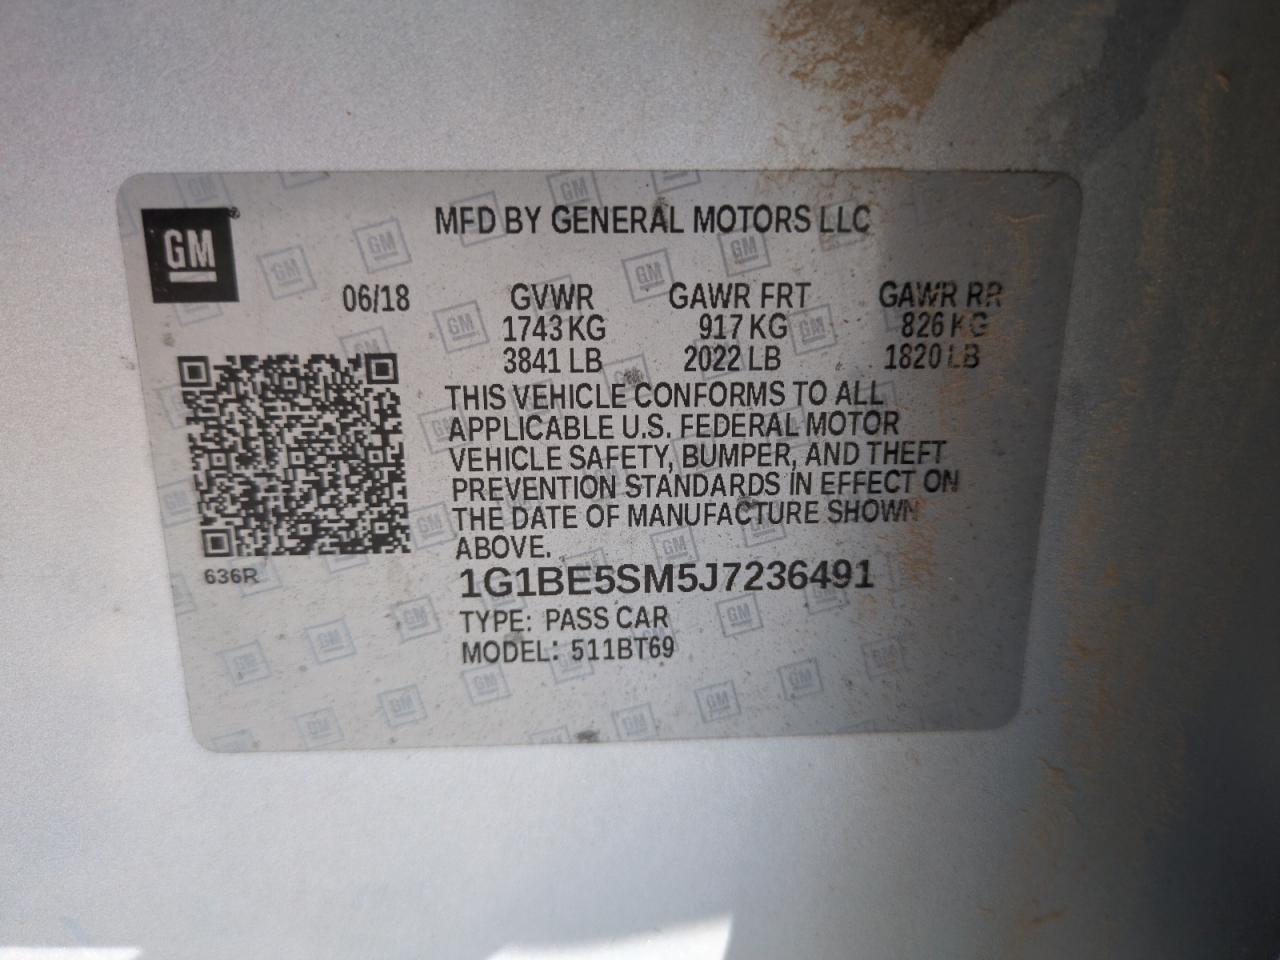 GM
MFD BY GENERAL MOTORS LLC
06/18 GVWR GAWR FRT GAWR RR
1743 KG 917 KG 826 KG
3841 LB 2022 LB 1820 LB
THIS VEHICLE CONFORMS TO ALL
APPLICABLE U.S. FEDERAL MOTOR
VEHICLE SAFETY, BUMPER, AND THEFT
PREVENTION STANDARDS IN EFFECT ON
THE DATE OF MANUFACTURE SHOWN
ABOVE.
636R
1G1BE5SM5J7236491
TYPE: PASS CAR
MODEL: 511BT69